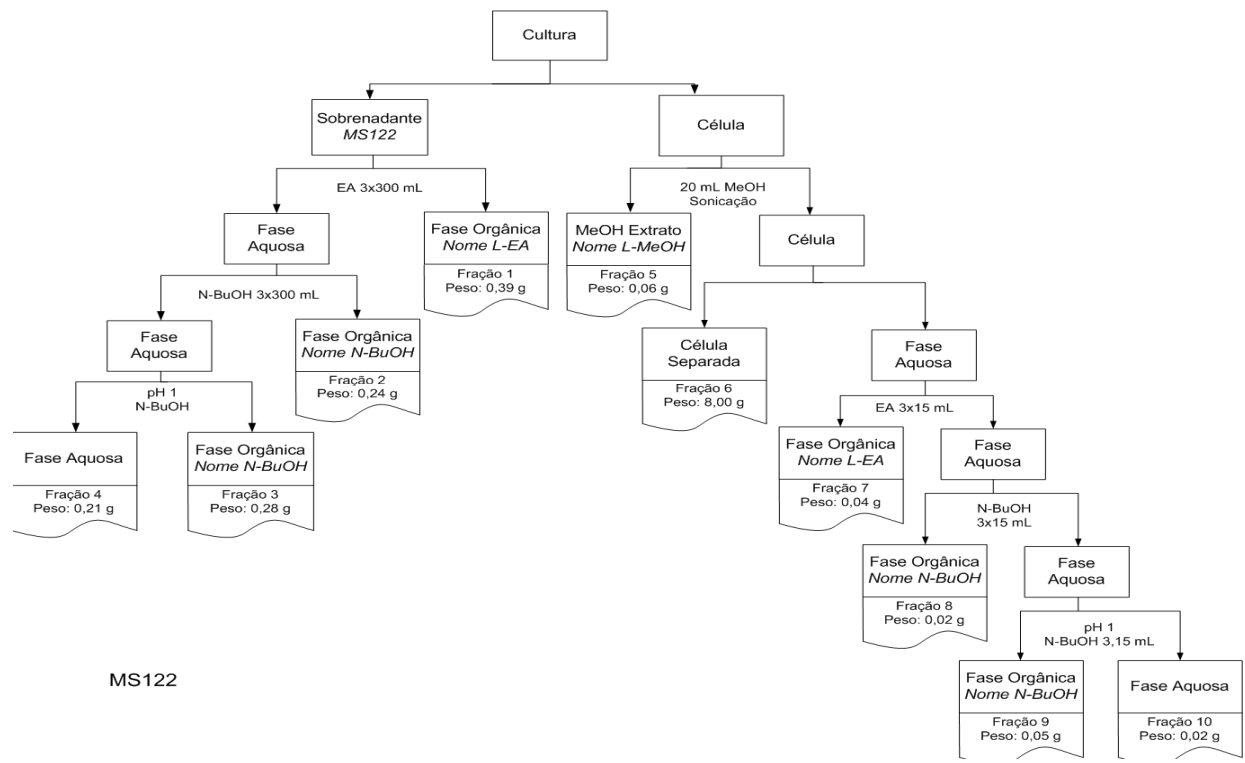 Cultura
Sobrenadante
MS122
Célula
EA 3x300 mL
20 mL MeOH
Sonicação
Fase
Aquosa
Fase Orgânica
Nome L-EA
Fração 1
Peso: 0,39 g
MeOH Extrato
Nome L-MeOH
Fração 5
Peso: 0,06 g
Célula
N-BuOH 3x300 mL
Fase
Aquosa
Fase Orgânica
Nome N-BuOH
Fração 2
Peso: 0,24 g
Célula
Separada
Fração 6
Peso: 8,00 g
Fase
Aquosa
pH 1
N-BuOH
EA 3x15 mL
Fase Aquosa
Fração 4
Peso: 0,21 g
Fase Orgânica
Nome N-BuOH
Fração 3
Peso: 0,28 g
Fase Orgânica
Nome L-EA
Fração 7
Peso: 0,04 g
Fase
Aquosa
N-BuOH
3x15 mL
Fase Orgânica
Nome N-BuOH
Fração 8
Peso: 0,02 g
Fase
Aquosa
pH 1
N-BuOH 3,15 mL
MS122
Fase Orgânica
Nome N-BuOH
Fração 9
Peso: 0,05 g
Fase Aquosa
Fração 10
Peso: 0,02 g